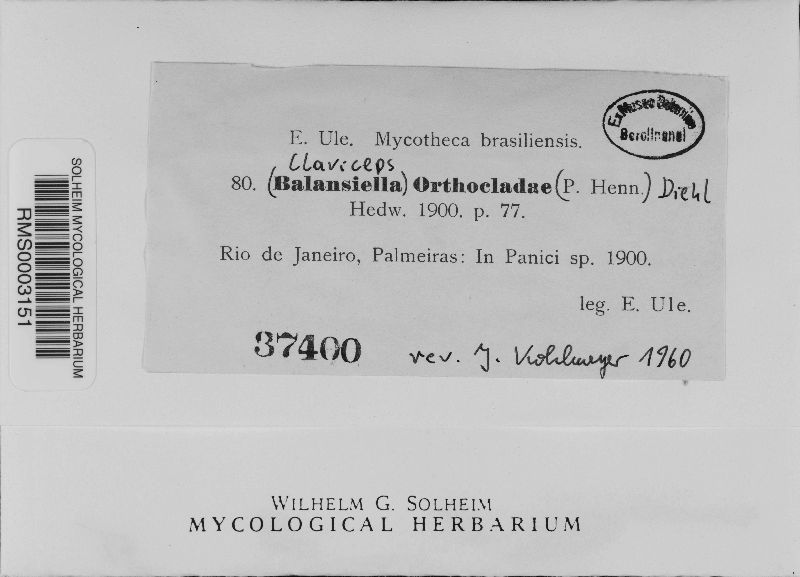 Ex Museo Botanico
Berolinensi
E. Ule. Mycotheca brasiliensis.
Claviceps
80. (Balansiella) Orthocladae (P. Henn.) Diehl
Hedw. 1900. p. 77.
Rio de Janeiro, Palmeiras: In Panici sp. 1900.
leg. E. Ule.
37400 rev. J. Kohlmeyer 1960
SOLHEIM MYCOLOGICAL HERBARIUM
RMS0003151
WILHELM G. SOLHEIM
MYCOLOGICAL HERBARIUM